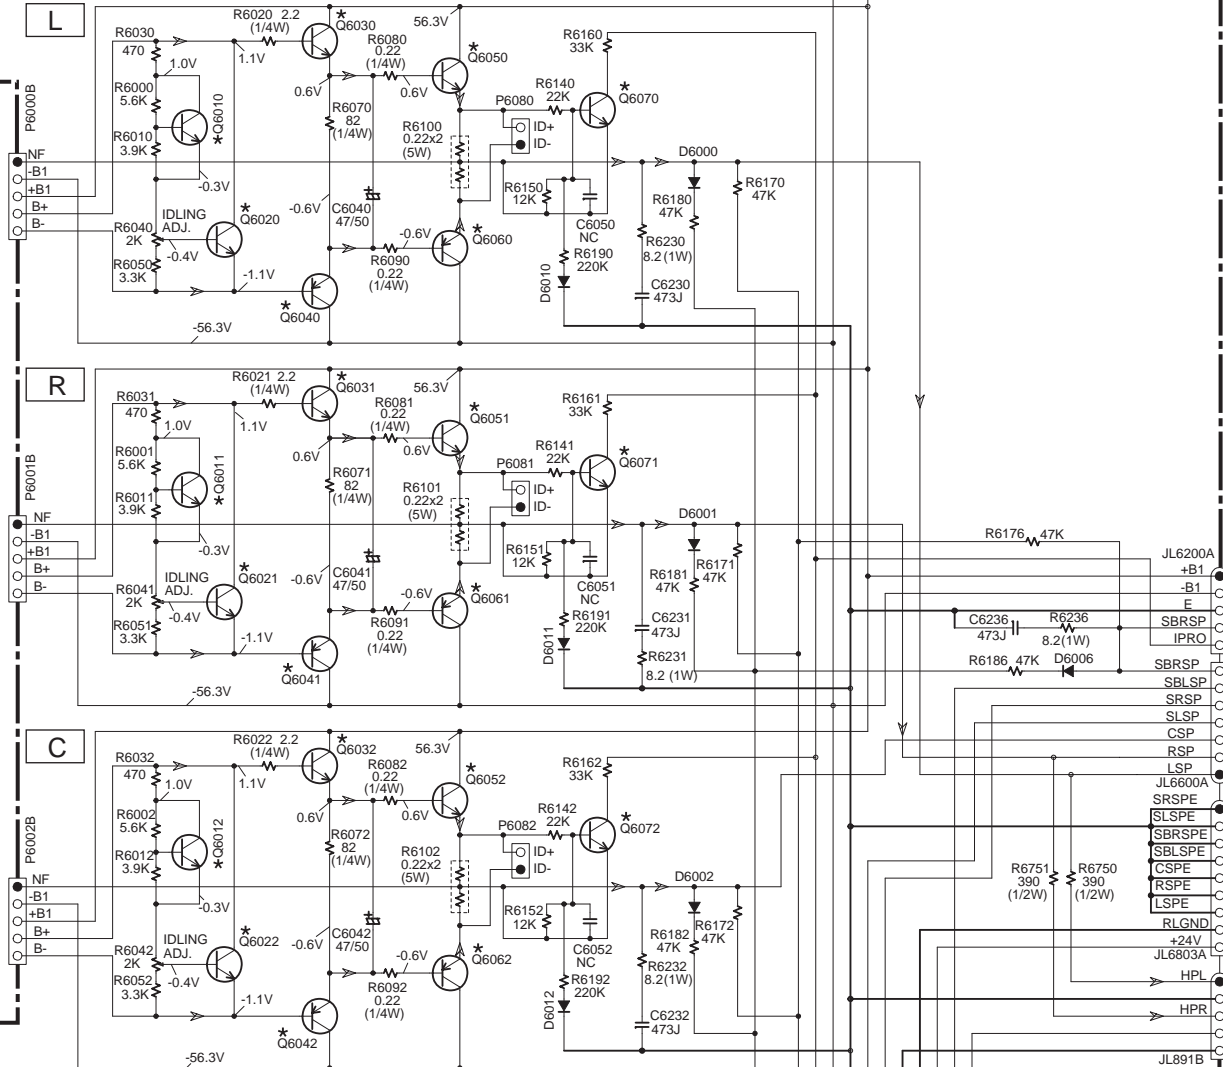 L
R6020 2.2
(1/4W)
*
Q6030
R6030
470
1.0V
1.1V
R6080
0.22
(1/4W)
56.3V
*
Q6050
R6160
33K
R6000
5.6K
*Q6010
0.6V
0.6V
R6070
82
(1/4W)
P6080
R6140
22K
*
Q6070
P6000B
R6010
3.9K
R6100
0.22x2
(5W)
ID+
ID-
NF
-B1
+B1
B+
B-
-0.3V
D6000
R6150
12K
R6180
47K
R6170
47K
IDLING
ADJ.
*
Q6020
-0.6V
C6040
47/50
C6050
NC
R6040
2K
-0.4V
-0.6V
*
Q6060
R6230
8.2(1W)
R6050
3.3K
-1.1V
R6090
0.22
(1/4W)
R6190
220K
D6010
C6230
473J
*
Q6040
-56.3V
R
R6021 2.2
(1/4W)
*
Q6031
R6031
470
1.0V
1.1V
R6081
0.22
(1/4W)
56.3V
*
Q6051
R6161
33K
R6001
5.6K
*Q6011
0.6V
0.6V
R6071
82
(1/4W)
P6081
R6141
22K
*
Q6071
P6001B
R6011
3.9K
R6101
0.22x2
(5W)
ID+
ID-
NF
-B1
+B1
B+
B-
-0.3V
D6001
R6151
12K
R6181
47K
R6171
47K
R6176 47K
IDLING
ADJ.
*
Q6021
-0.6V
C6041
47/50
C6051
NC
R6041
2K
-0.4V
-0.6V
*
Q6061
R6191
220K
C6231
473J
R6051
3.3K
-1.1V
R6091
0.22
(1/4W)
D6011
R6231
8.2 (1W)
*
Q6041
-56.3V
JL6200A
+B1
-B1
E
SBRSP
IPRO
C6236
473J
R6236
8.2(1W)
R6186 47K
D6006
SBRSP
SBLSP
SRSP
SLSP
CSP
RSP
LSP
JL6600A
C
R6022 2.2
(1/4W)
*
Q6032
R6032
470
1.0V
1.1V
R6082
0.22
(1/4W)
56.3V
*
Q6052
R6162
33K
R6002
5.6K
*Q6012
0.6V
0.6V
R6072
82
(1/4W)
P6082
R6142
22K
*
Q6072
P6002B
R6012
3.9K
R6102
0.22x2
(5W)
ID+
ID-
NF
-B1
+B1
B+
B-
-0.3V
D6002
R6152
12K
R6182
47K
R6172
47K
IDLING
ADJ.
*
Q6022
-0.6V
C6042
47/50
C6052
NC
R6042
2K
-0.4V
-0.6V
*
Q6062
R6232
8.2(1W)
R6052
3.3K
-1.1V
R6092
0.22
(1/4W)
R6192
220K
D6012
C6232
473J
*
Q6042
-56.3V
SRSPE
SLSPE
SBRSPE
SBLSPE
CSPE
RSPE
LSPE
RLGND
+24V
JL6803A
R6751
390
(1/2W)
R6750
390
(1/2W)
HPL
HPR
JL891B